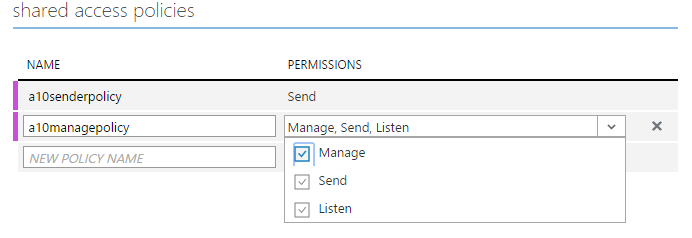 shared access policies
NAME PERMISSIONS
a10senderpolicy Send
a10managepolicy Manage, Send, Listen
NEW POLICY NAME
Manage
Send
Listen